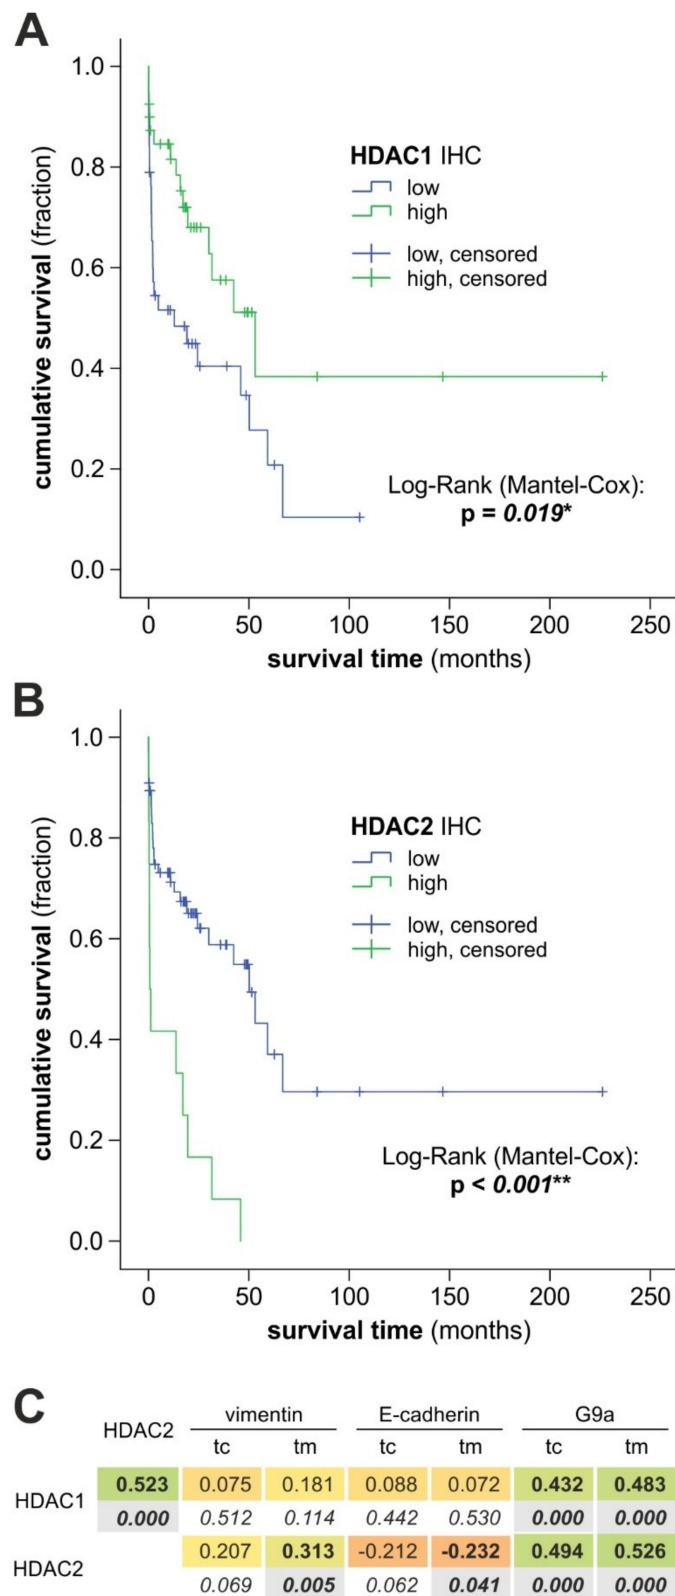 A
1.0
0.8
0.6
0.4
0.2
0.0
cumulative survival (fraction)
HDAC1 IHC
low
high
low, censored
high, censored
Log-Rank (Mantel-Cox):
p = 0.019*
0 50 100 150 200 250
survival time (months)
B
1.0
0.8
0.6
0.4
0.2
0.0
cumulative survival (fraction)
HDAC2 IHC
low
high
low, censored
high, censored
Log-Rank (Mantel-Cox):
p < 0.001**
0 50 100 150 200 250
survival time (months)
C
HDAC2 vimentin E-cadherin G9a
tc tm tc tm tc tm
HDAC1 0.523 0.075 0.181 0.088 0.072 0.432 0.483
0.000 0.512 0.114 0.442 0.530 0.000 0.000
HDAC2 0.207 0.313 -0.212 -0.232 0.494 0.526
0.069 0.005 0.062 0.041 0.000 0.000